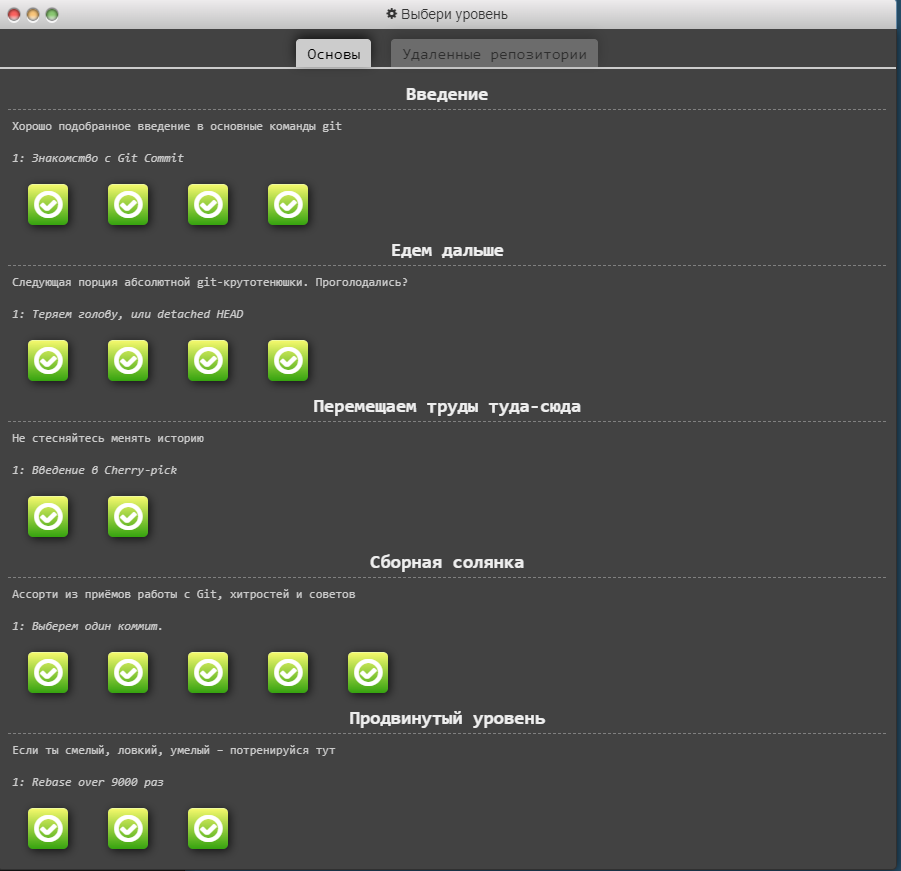 Выбери уровень
Основы
Удаленные репозитории
Введение
Хорошо подобранное введение в основные команды git
1: Знакомство с Git Commit
Едем дальше
Следующая порция абсолютной git-крутотенюшки. Проголодались?
1: Теряем голову, или detached HEAD
Перемещаем труды туда-сюда
Не стесняйтесь менять историю
1: Введение в Cherry-pick
Сборная солянка
Ассорти из приёмов работы с Git, хитростей и советов
1: Выберем один коммит.
Продвинутый уровень
Если ты смелый, ловкий, умелый – потренируйся тут
1: Rebase over 9000 раз